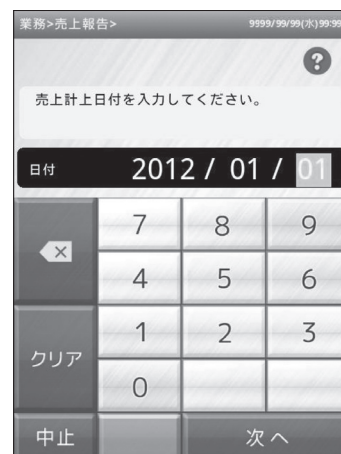 業務>売上報告> 9999/99/99(水)99:99
?
売上計上日付を入力してください。
日付 2012 / 01 / 01
7 8 9
4 5 6
1 2 3
クリア
0
中止 次へ